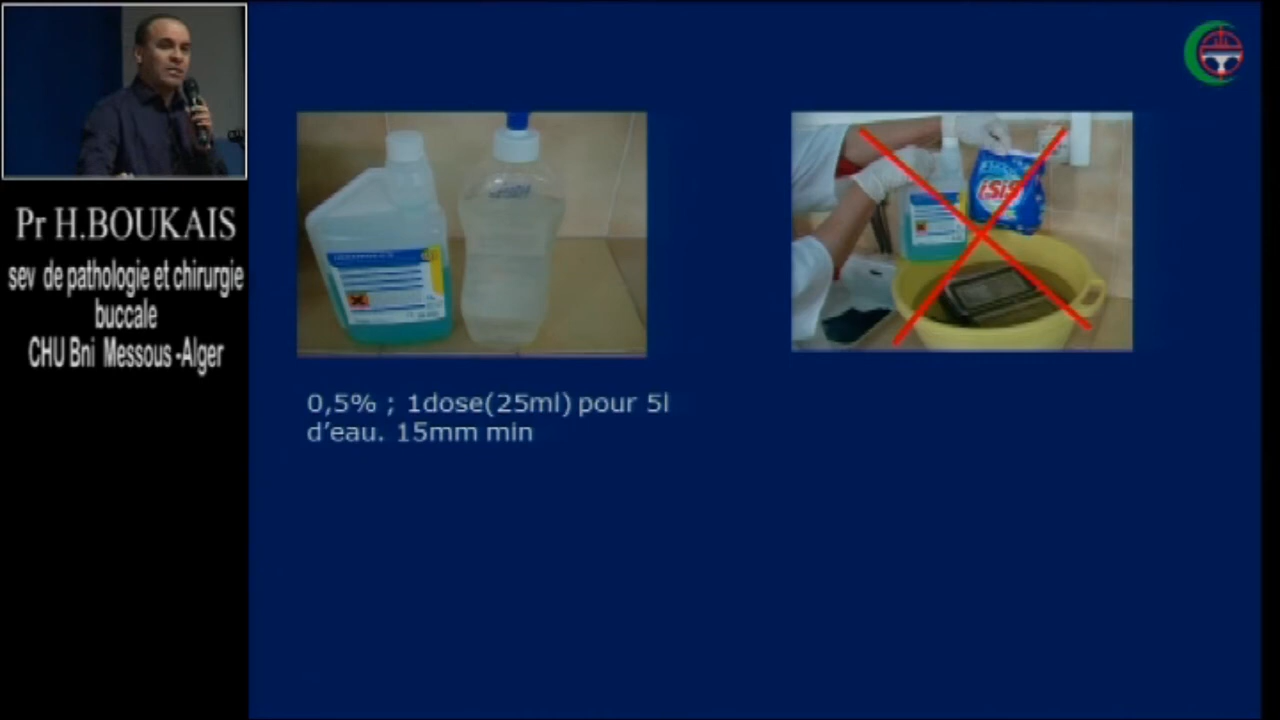 Pr H.BOUKAIS
sev de pathologie et chirurgie
buccale
CHU Bni Messous -Alger
isis
0,5% ; 1dose(25ml) pour 5l
d’eau. 15mm min